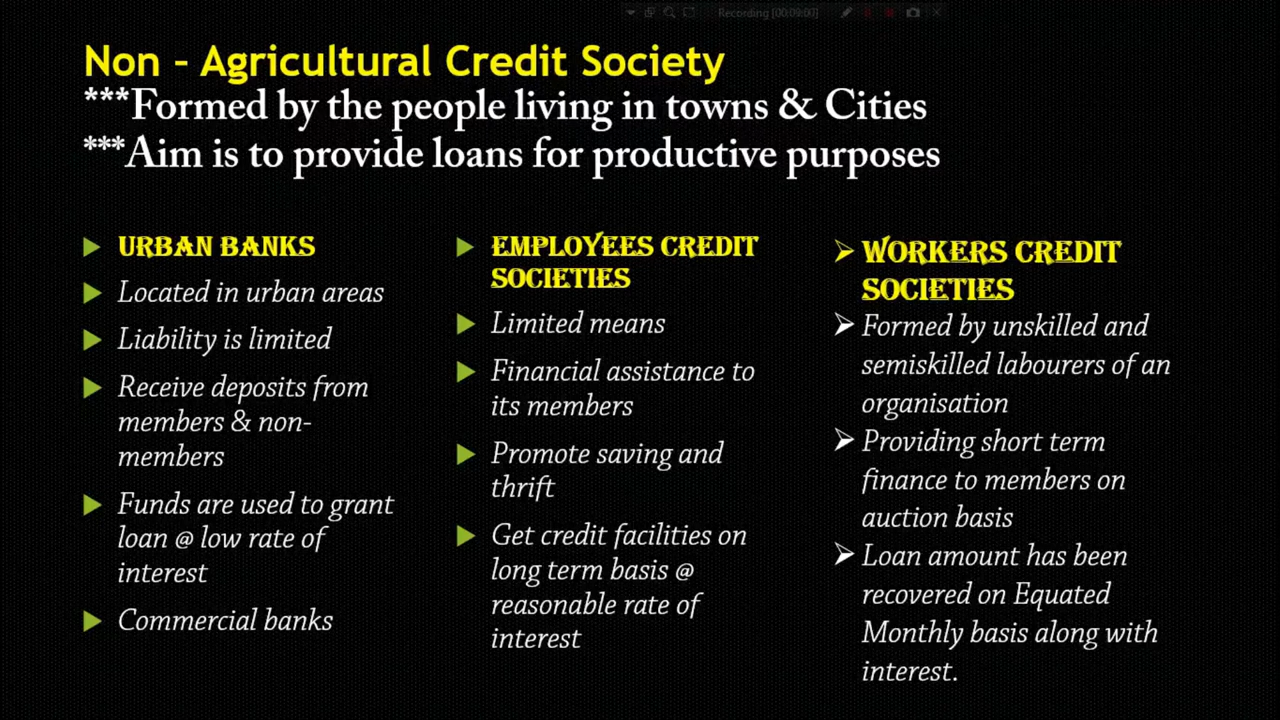 Recording [00:09:00]
Non – Agricultural Credit Society
***Formed by the people living in towns & Cities
***Aim is to provide loans for productive purposes
URBAN BANKS
Located in urban areas
Liability is limited
Receive deposits from
members & non-
members
Funds are used to grant
loan @ low rate of
interest
Commercial banks
EMPLOYEES CREDIT
SOCIETIES
Limited means
Financial assistance to
its members
Promote saving and
thrift
Get credit facilities on
long term basis @
reasonable rate of
interest
WORKERS CREDIT
SOCIETIES
Formed by unskilled and
semiskilled labourers of an
organisation
Providing short term
finance to members on
auction basis
Loan amount has been
recovered on Equated
Monthly basis along with
interest.